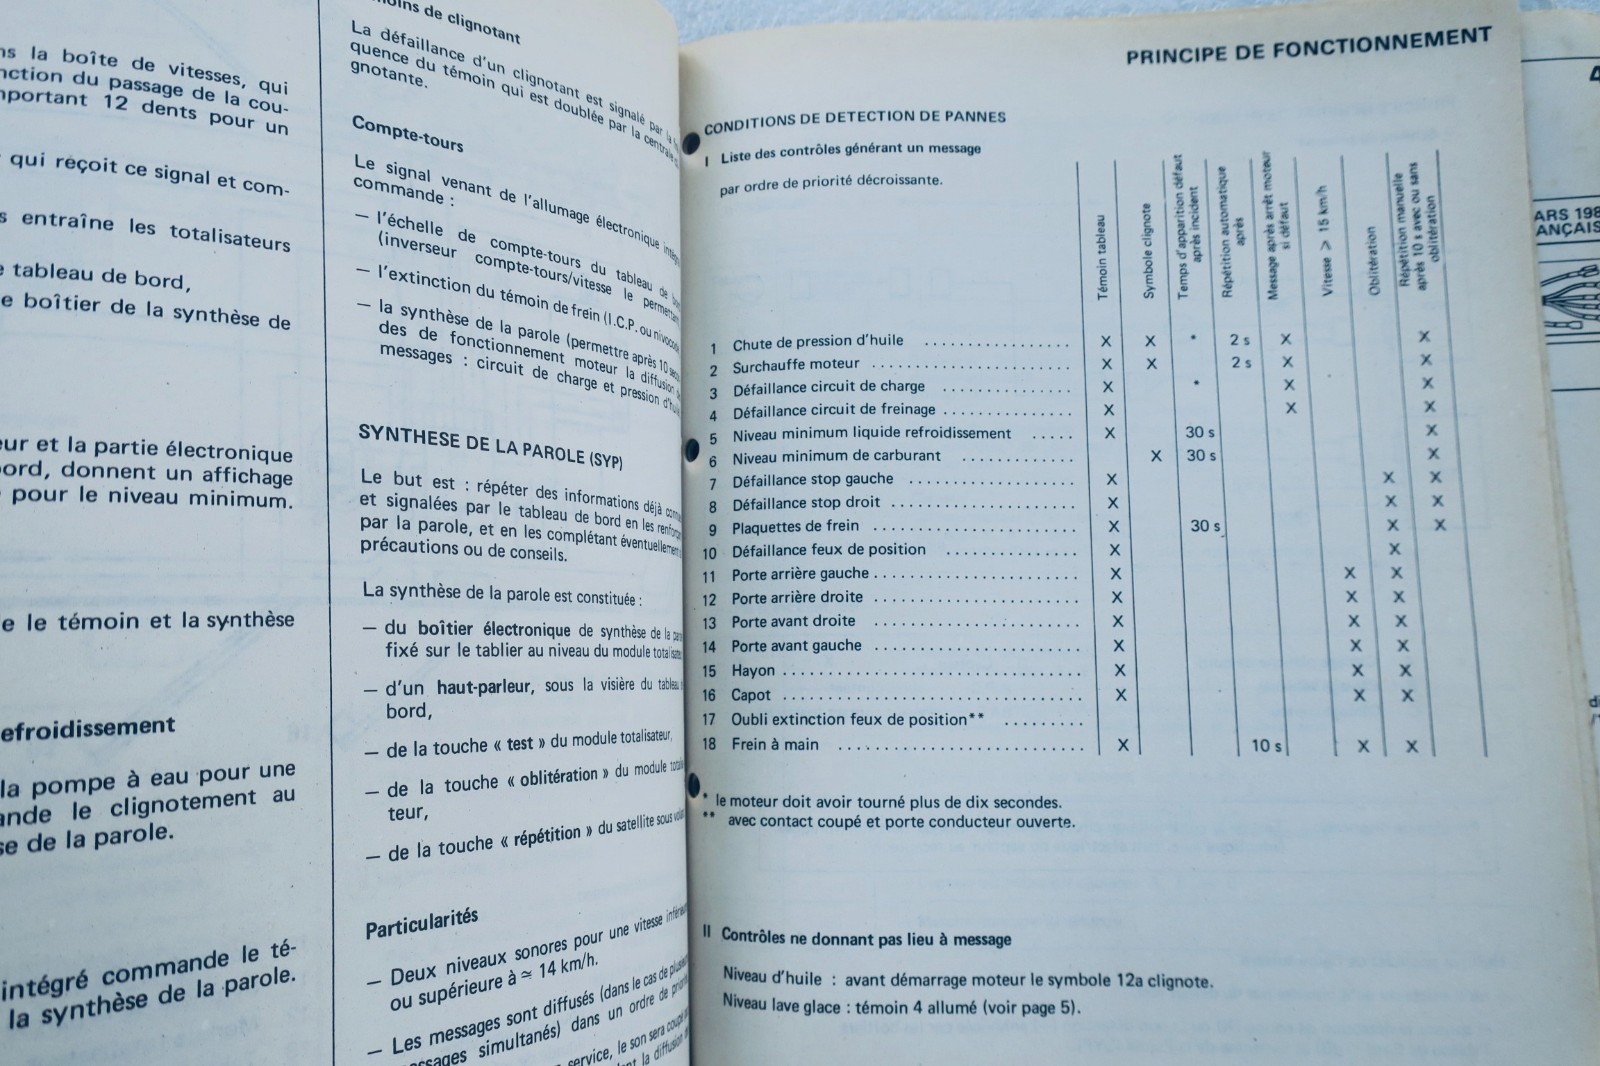 ns la boîte de vitesses, qui
nction du passage de la cou-
mportant 12 dents pour un
qui reçoit ce signal et com-
s entraîne les totalisateurs
e tableau de bord,
e boîtier de la synthèse de
eur et la partie électronique
bord, donnent un affichage
pour le niveau minimum.
e le témoin et la synthèse
efroidissement
la pompe à eau pour une
ande le clignotement au
se de la parole.
intégré commande le té-
la synthèse de la parole.
de clignotant
La défaillance d'un clignotant est signalé par la
quence du témoin qui est doublée par la centrale
gnotante.
Compte-tours
Le signal venant de l'allumage électronique
commande :
— l'échelle de compte-tours du tableau de
(inverseur compte-tours/vitesse le
— l'extinction du témoin de frein (I.C.P. ou
— la synthèse de la parole (permettre après 10
des de fonctionnement moteur la diffusion
messages : circuit de charge et pression
SYNTHESE DE LA PAROLE (SYP)
Le but est : répéter des informations déjà
et signalées par le tableau de bord en les
par la parole, et en les complétant éventuellement
précautions ou de conseils.
La synthèse de la parole est constituée :
— du boîtier électronique de synthèse de la
fixé sur le tablier au niveau du module
— d'un haut-parleur, sous la visière du
bord,
— de la touche « test » du module totalisateur,
— de la touche « oblitération » du module
teur,
— de la touche « répétition » du satellite sous
Particularités
— Deux niveaux sonores pour une vitesse
ou supérieure à ≃ 14 km/h.
— Les messages sont diffusés (dans le cas de
simultanés) dans un ordre de
service, le son sera
la diffusion
PRINCIPE DE FONCTIONNEMENT
CONDITIONS DE DETECTION DE PANNES
I Liste des contrôles générant un message
par ordre de priorité décroissante.
Témoin tableau
Symbole clignote
Temps d'apparition défaut
après incident
Répétition automatique
après
Message après arrêt moteur
si défaut
Vitesse > 15 km/h
Oblitération
Répétition manuelle
après 10 s avec ou sans
oblitération
1 Chute de pression d'huile ................. X X * 2 s X X
2 Surchauffe moteur ....................... X X 2 s X X
3 Défaillance circuit de charge ............... X * X X
4 Défaillance circuit de freinage ............... X X X
5 Niveau minimum liquide refroidissement ..... X 30 s X
6 Niveau minimum de carburant ............. X 30 s X
7 Défaillance stop gauche ................... X X X
8 Défaillance stop droit ..................... X X X
9 Plaquettes de frein ....................... X 30 s X X
10 Défaillance feux de position ............... X X
11 Porte arrière gauche ........................ X X X
12 Porte arrière droite ........................ X X X
13 Porte avant droite ........................ X X X
14 Porte avant gauche ........................ X X X
15 Hayon .................................. X X X
16 Capot .................................. X X X
17 Oubli extinction feux de position** .........
18 Frein à main ............................ X 10 s X X
* le moteur doit avoir tourné plus de dix secondes.
** avec contact coupé et porte conducteur ouverte.
II Contrôles ne donnant pas lieu à message
Niveau d'huile : avant démarrage moteur le symbole 12a clignote.
Niveau lave glace : témoin 4 allumé (voir page 5).
ARS 198
ANÇAIS